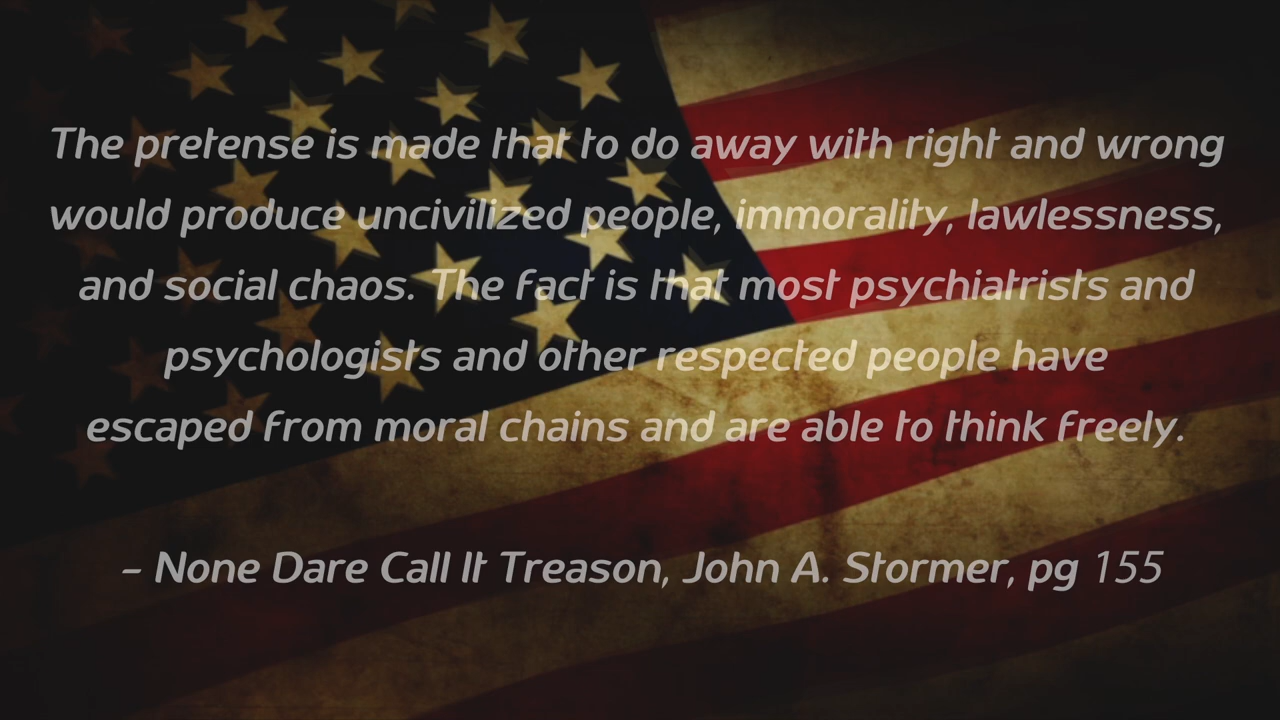 The pretense is made that to do away with right and wrong
would produce uncivilized people, immorality, lawlessness,
and social chaos. The fact is that most psychiatrists and
psychologists and other respected people have
escaped from moral chains and are able to think freely.
– None Dare Call It Treason, John A. Stormer, pg 155